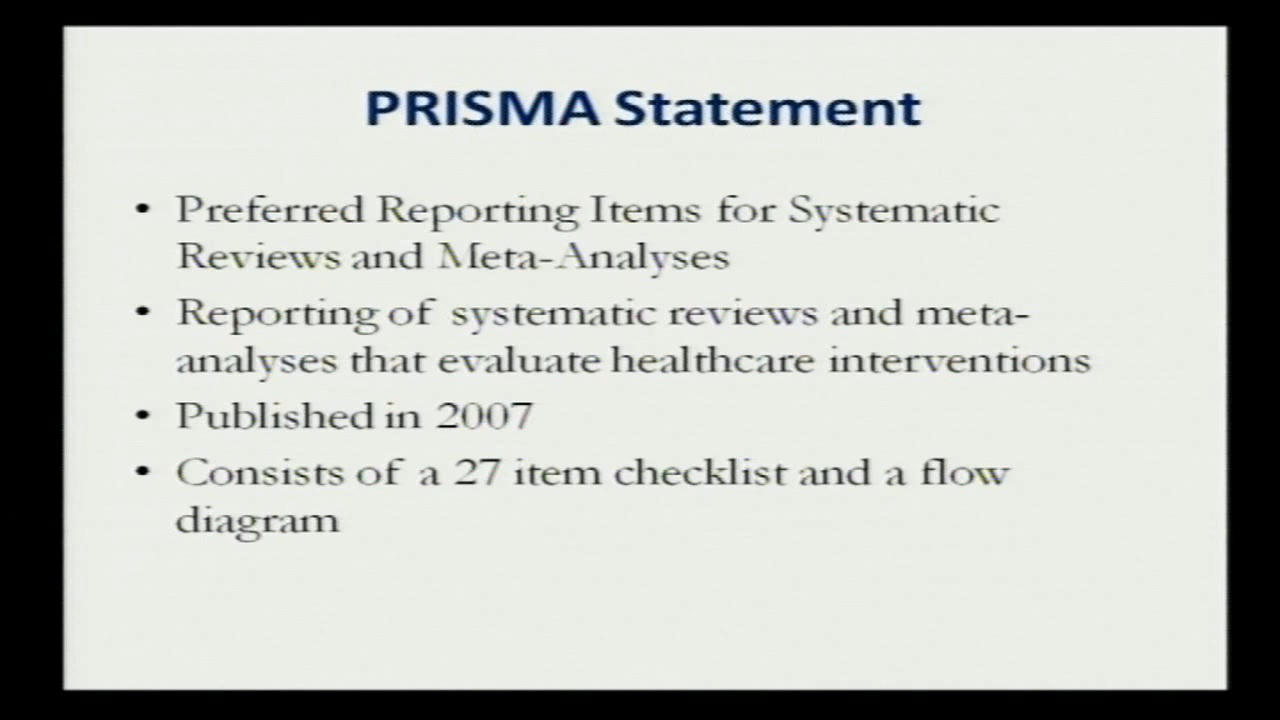 PRISMA Statement
• Preferred Reporting Items for Systematic
Reviews and Meta-Analyses
• Reporting of systematic reviews and meta-
analyses that evaluate healthcare interventions
• Published in 2007
• Consists of a 27 item checklist and a flow
diagram